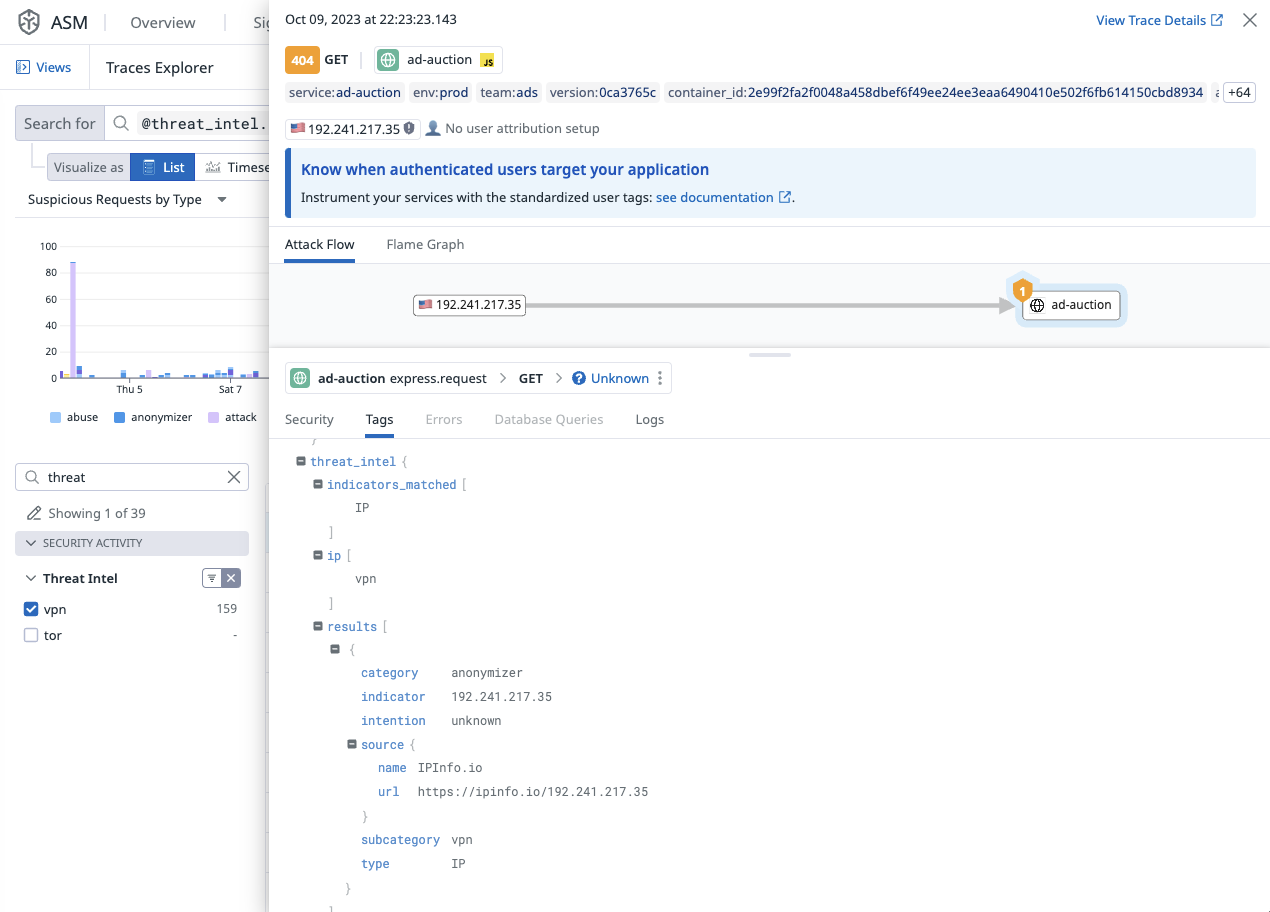 Oct 09, 2023 at 22:23:23.143
View Trace Details
ASM
Overview
404 GET
ad-auction
JS
Views
Traces Explorer
service:ad-auction env:prod team:ads version:0ca3765c container_id:2e99f2fa2f0048a458dbef6f49ee24ee3eaa6490410e502f6fb614150cbd8934
+64
Search for
@threat_intel.
192.241.217.35
No user attribution setup
Visualize as
List
Know when authenticated users target your application
Suspicious Requests by Type
Instrument your services with the standardized user tags: see documentation.
Attack Flow
Flame Graph
100
80
60
40
20
0
Thu 5
Sat 7
abuse
anonymizer
attack
192.241.217.35
1
ad-auction
ad-auction express.request > GET > ? Unknown
Security
Tags
Errors
Database Queries
Logs
threat
Showing 1 of 39
SECURITY ACTIVITY
Threat Intel
vpn 159
tor -
}
threat_intel {
indicators_matched [
IP
]
ip [
vpn
]
results [
{
category anonymizer
indicator 192.241.217.35
intention unknown
source {
name IPInfo.io
url https://ipinfo.io/192.241.217.35
}
subcategory vpn
type IP
}
]